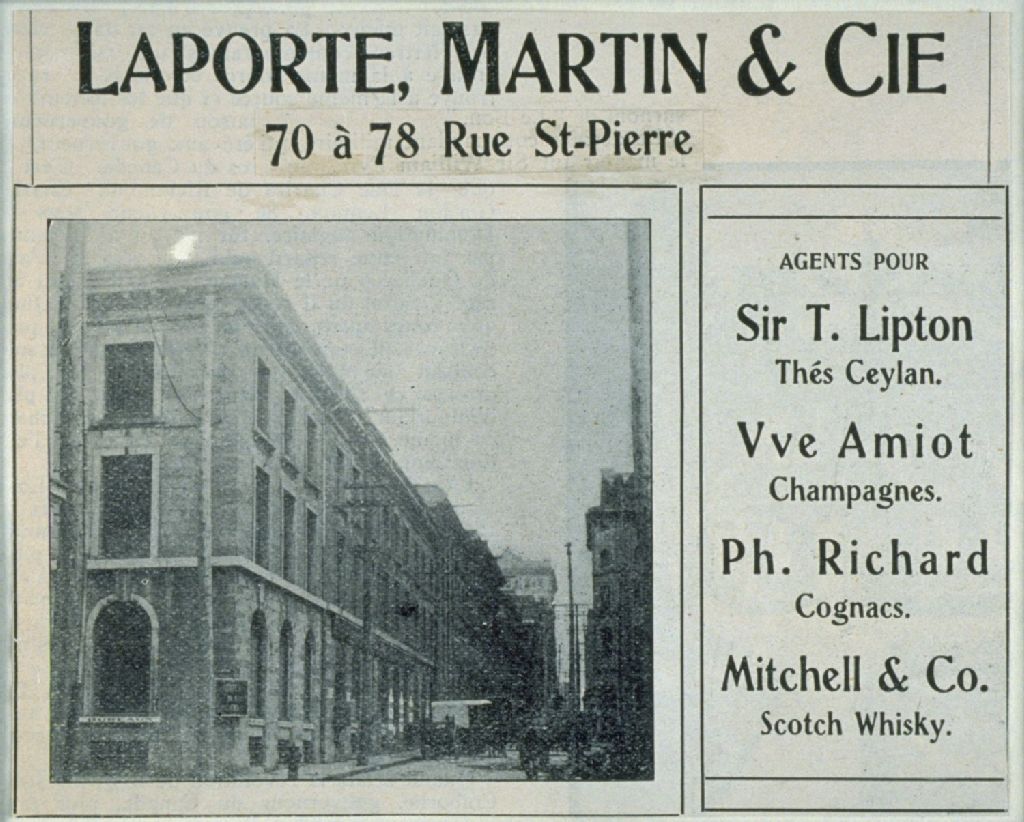 LAPORTE, MARTIN & CIE
70 à 78 Rue St-Pierre
AGENTS POUR
Sir T. Lipton
Thés Ceylan.
Vve Amiot
Champagnes.
Ph. Richard
Cognacs.
Mitchell & Co.
Scotch Whisky.